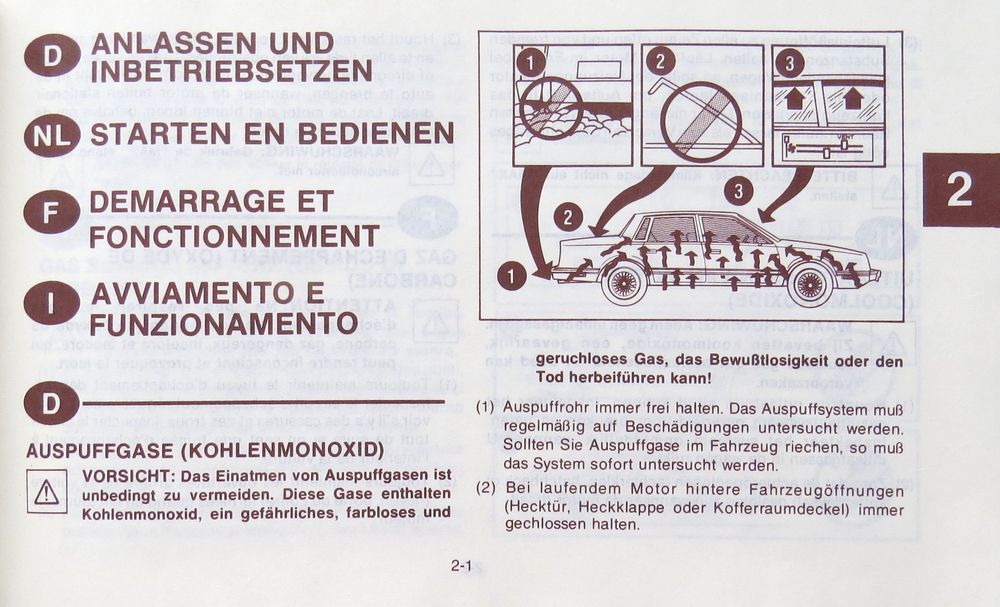 D ANLASSEN UND
INBETRIEBSETZEN
NL STARTEN EN BEDIENEN
F DEMARRAGE ET
FONCTIONNEMENT
I AVVIAMENTO E
FUNZIONAMENTO
D
AUSPUFFGASE (KOHLENMONOXID)
VORSICHT: Das Einatmen von Auspuffgasen ist
unbedingt zu vermeiden. Diese Gase enthalten
Kohlenmonoxid, ein gefährliches, farbloses und
1 2 3
VENT
3
2
1
2
geruchloses Gas, das Bewußtlosigkeit oder den
Tod herbeiführen kann!
(1) Auspuffrohr immer frei halten. Das Auspuffsystem muß
regelmäßig auf Beschädigungen untersucht werden.
Sollten Sie Auspuffgase im Fahrzeug riechen, so muß
das System sofort untersucht werden.
(2) Bei laufendem Motor hintere Fahrzeugöffnungen
(Hecktür, Heckklappe oder Kofferraumdeckel) immer
gechlossen halten.
2-1